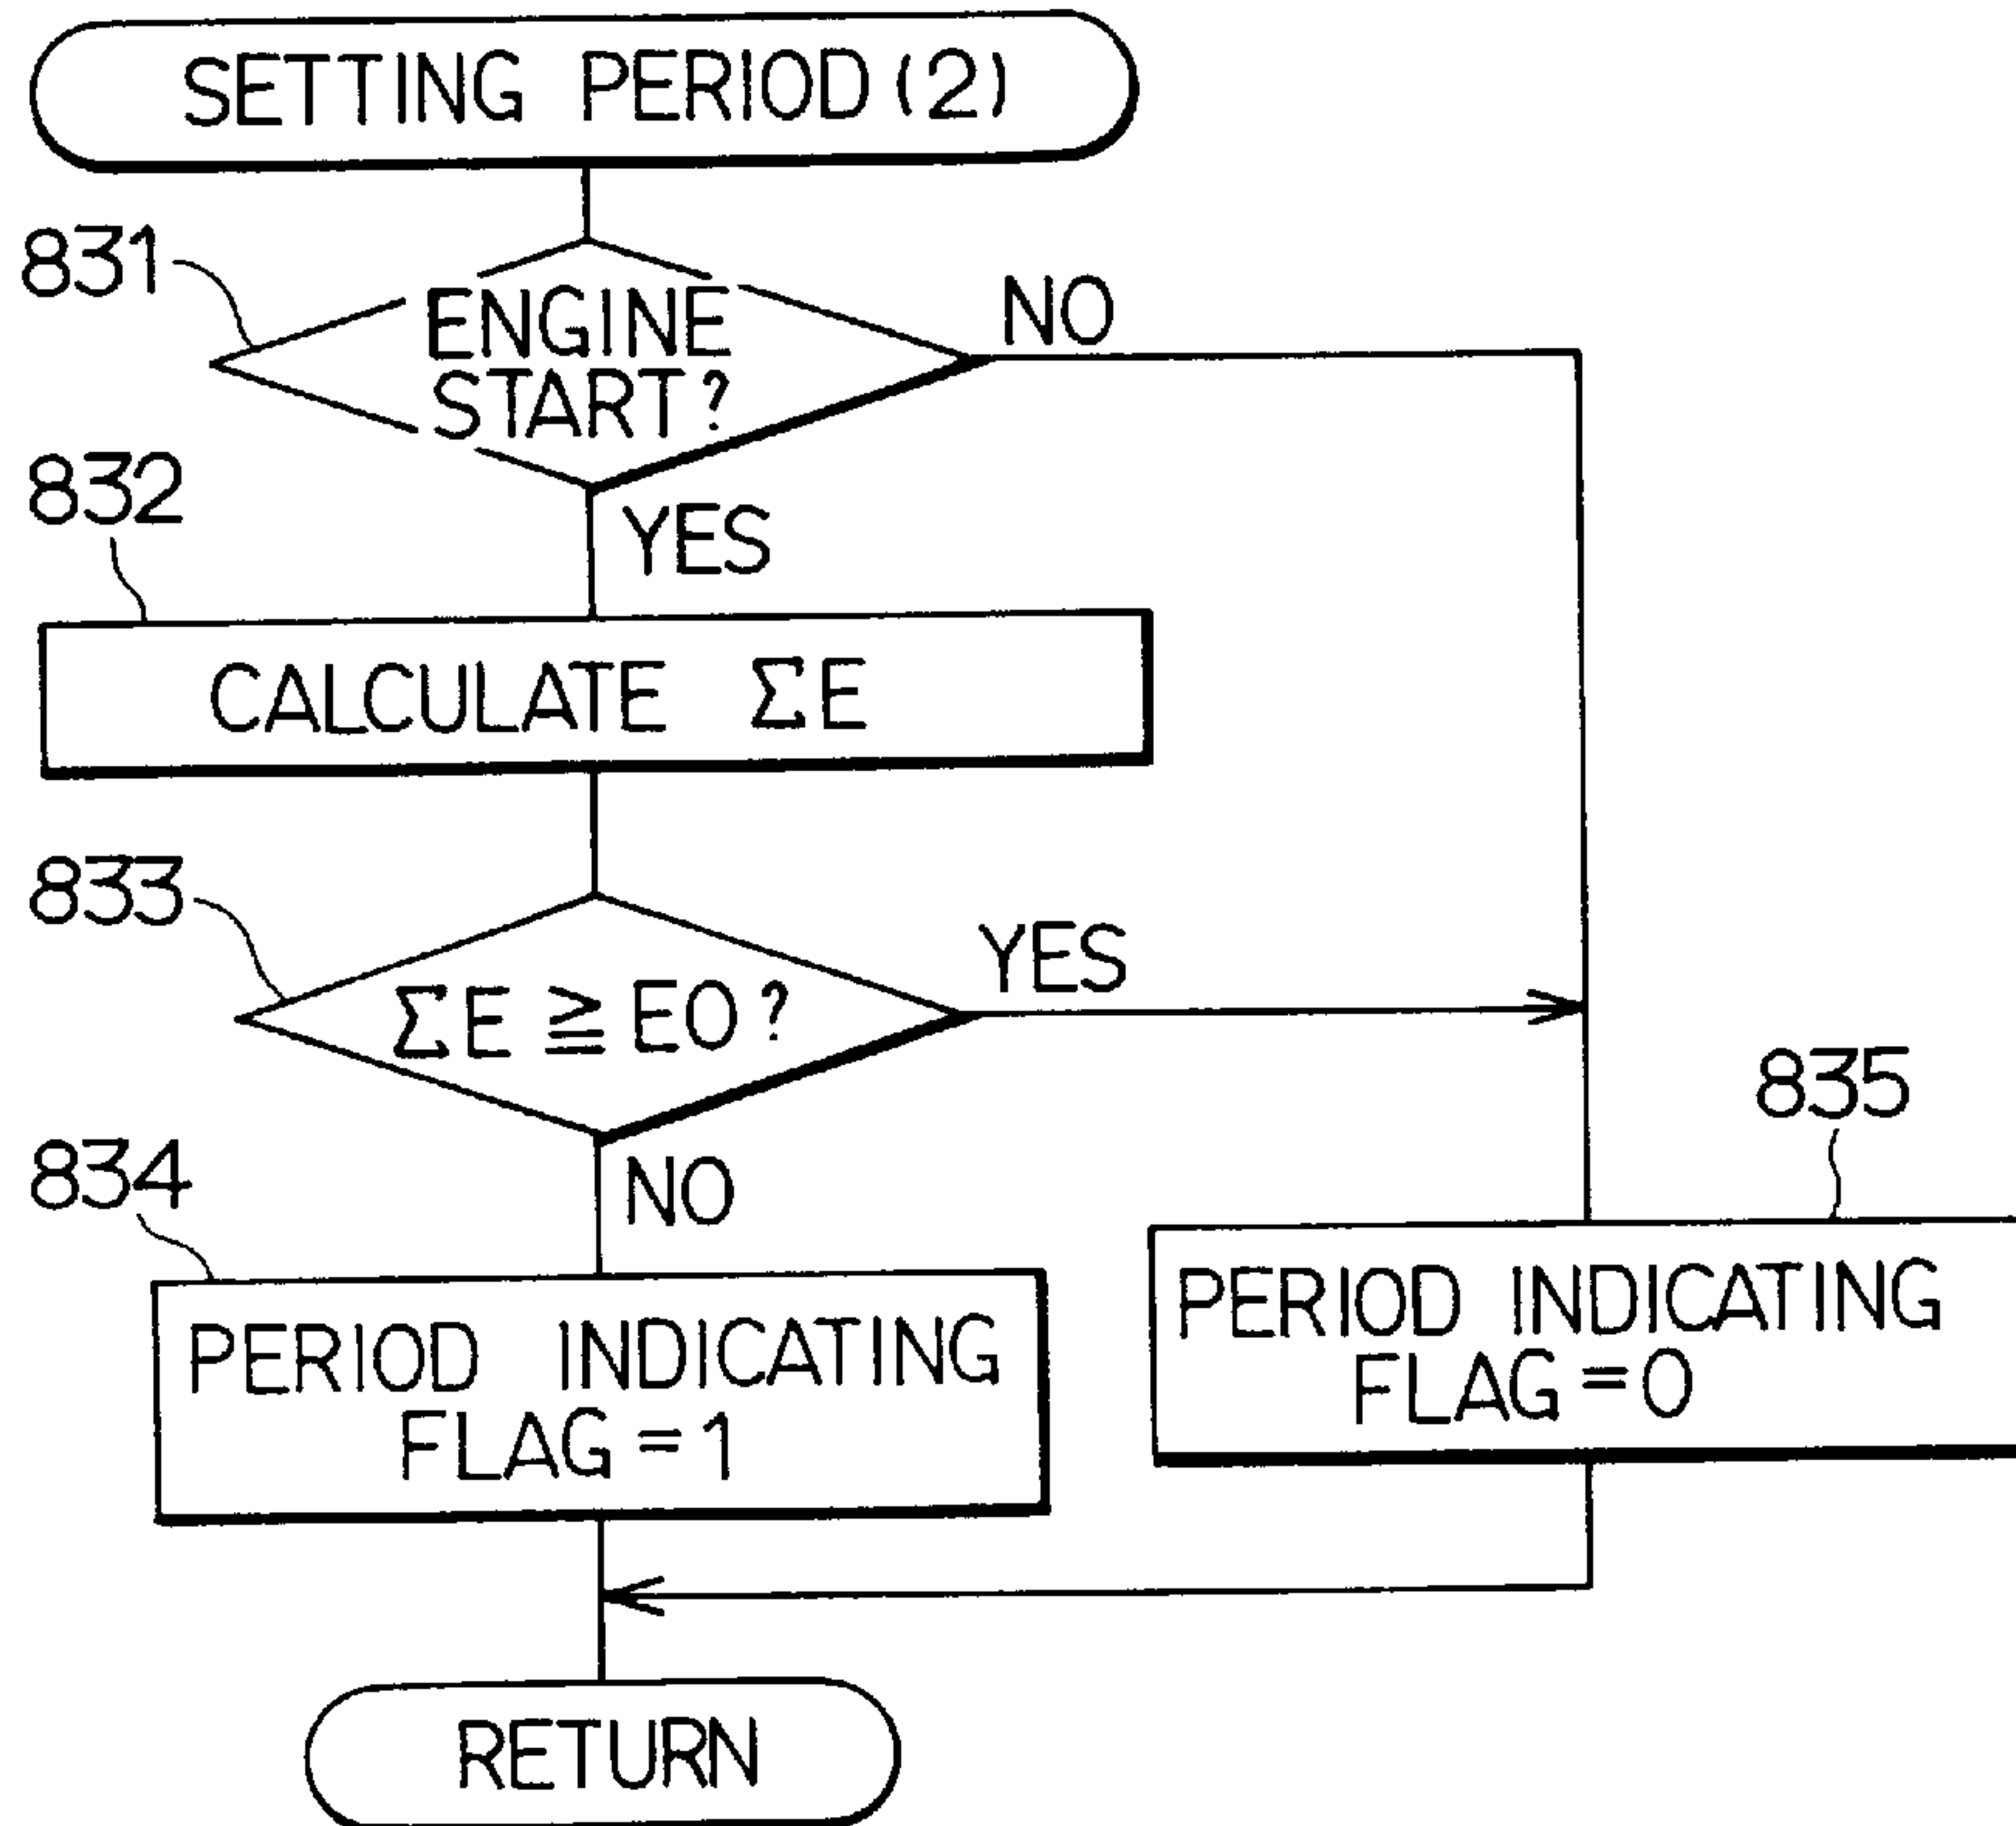 SETTING PERIOD (2)
831
ENGINE
START?
NO
YES
832
CALCULATE ΣE
833
ΣE ≧ EO?
YES
NO
834
PERIOD INDICATING
FLAG = 1
835
PERIOD INDICATING
FLAG = 0
RETURN